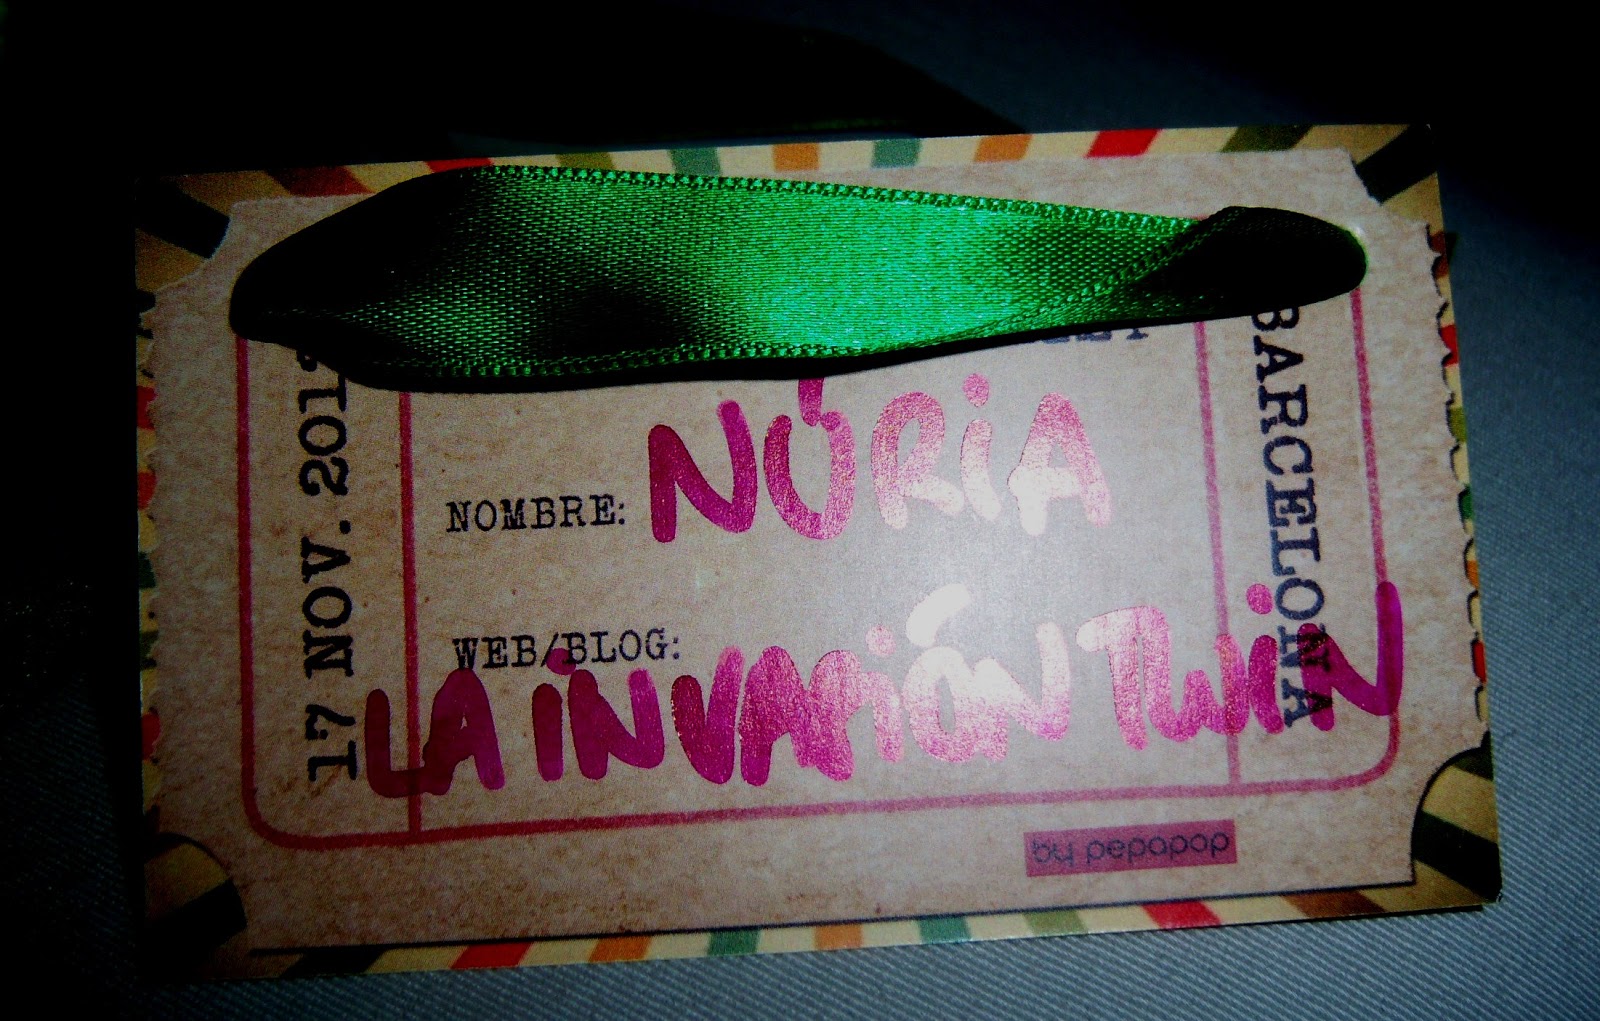 17 NOV. 201
NOMBRE: NÚRIA
WEB/BLOG:
LA INVASIÓN TWIN
BARCELONA
by pepapop